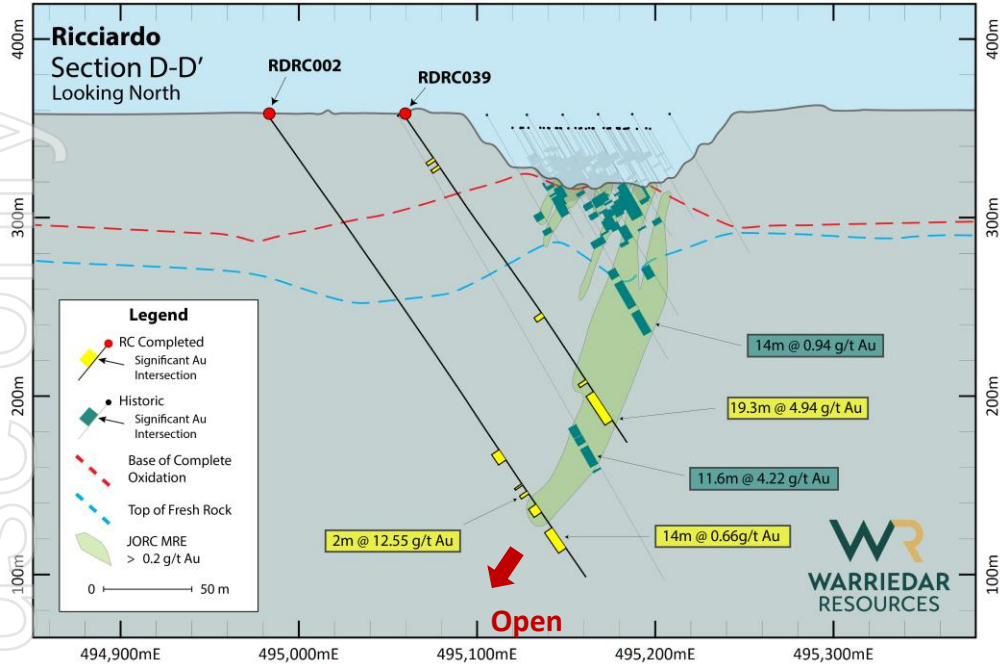 Ricciardo
Section D-D'
Looking North
RDRC002
RDRC039
400m
300m
200m
100m
400m
300m
200m
100m
Legend
RC Completed
Significant Au
Intersection
Historic
Significant Au
Intersection
Base of Complete
Oxidation
Top of Fresh Rock
JORC MRE
> 0.2 g/t Au
0 50 m
14m @ 0.94 g/t Au
19.3m @ 4.94 g/t Au
11.6m @ 4.22 g/t Au
2m @ 12.55 g/t Au
14m @ 0.66g/t Au
Open
WR
WARRIEDAR
RESOURCES
494,900mE
495,000mE
495,100mE
495,200mE
495,300mE